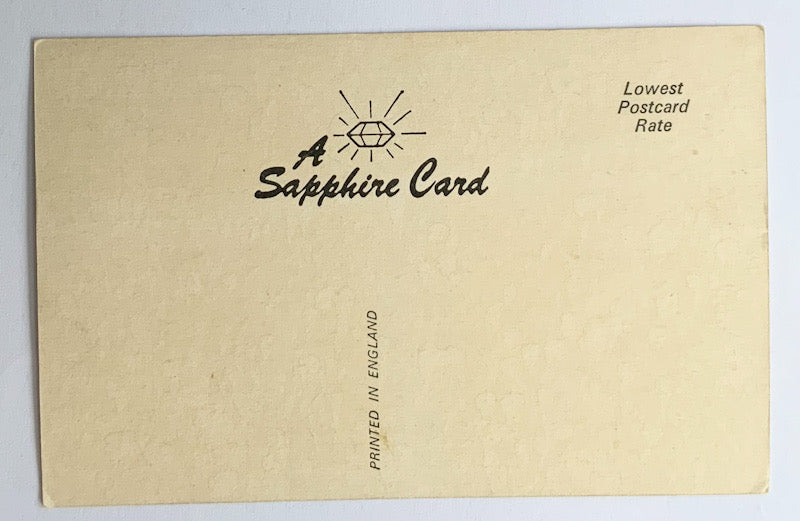 A
Sapphire Card
Lowest
Postcard
Rate
PRINTED IN ENGLAND